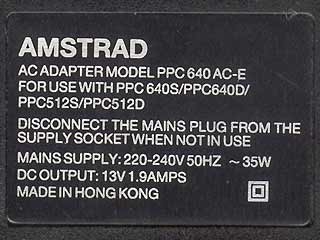 AMSTRAD
AC ADAPTER MODEL PPC 640 AC-E
FOR USE WITH PPC 640S/PPC640D/
PPC512S/PPC512D
DISCONNECT THE MAINS PLUG FROM THE
SUPPLY SOCKET WHEN NOT IN USE
MAINS SUPPLY: 220-240V 50HZ ~ 35W
DC OUTPUT: 13V 1.9AMPS
MADE IN HONG KONG